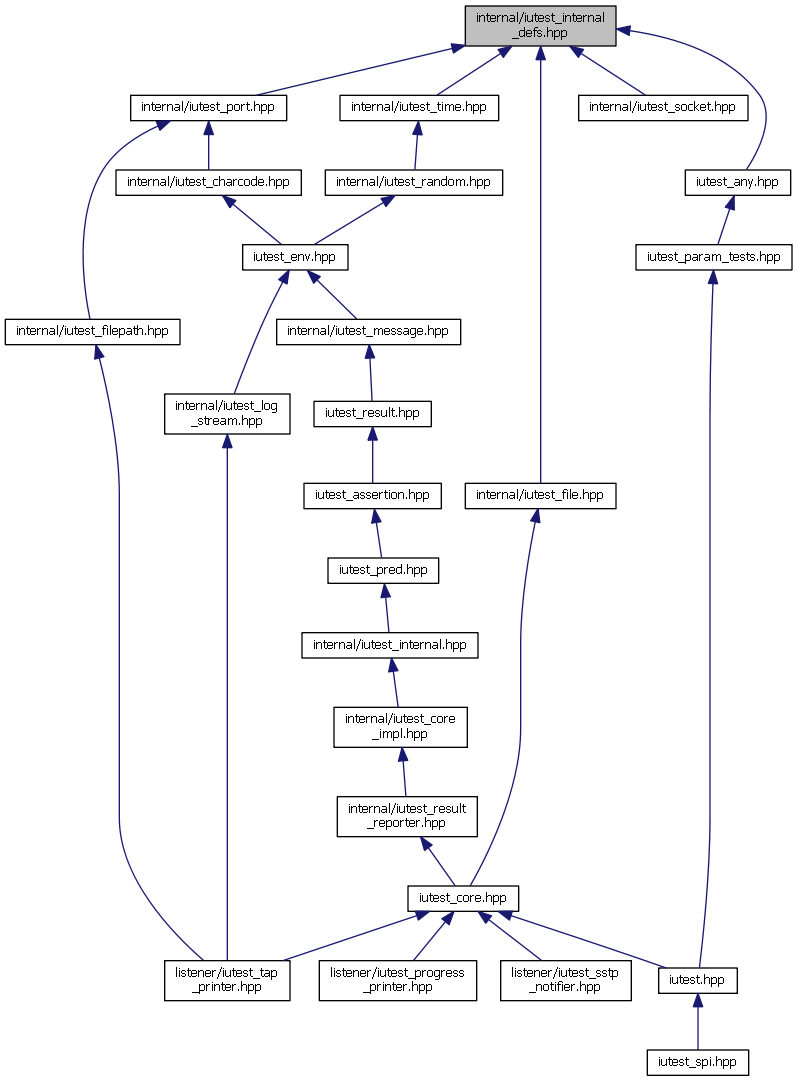 internal/iutest_internal
_defs.hpp
internal/iutest_port.hpp
internal/iutest_time.hpp
internal/iutest_socket.hpp
internal/iutest_charcode.hpp
internal/iutest_random.hpp
iutest_any.hpp
iutest_env.hpp
iutest_param_tests.hpp
internal/iutest_filepath.hpp
internal/iutest_message.hpp
internal/iutest_log
_stream.hpp
iutest_result.hpp
iutest_assertion.hpp
internal/iutest_file.hpp
iutest_pred.hpp
internal/iutest_internal.hpp
internal/iutest_core
_impl.hpp
internal/iutest_result
_reporter.hpp
iutest_core.hpp
listener/iutest_tap
_printer.hpp
listener/iutest_progress
_printer.hpp
listener/iutest_sstp
_notifier.hpp
iutest.hpp
iutest_spi.hpp